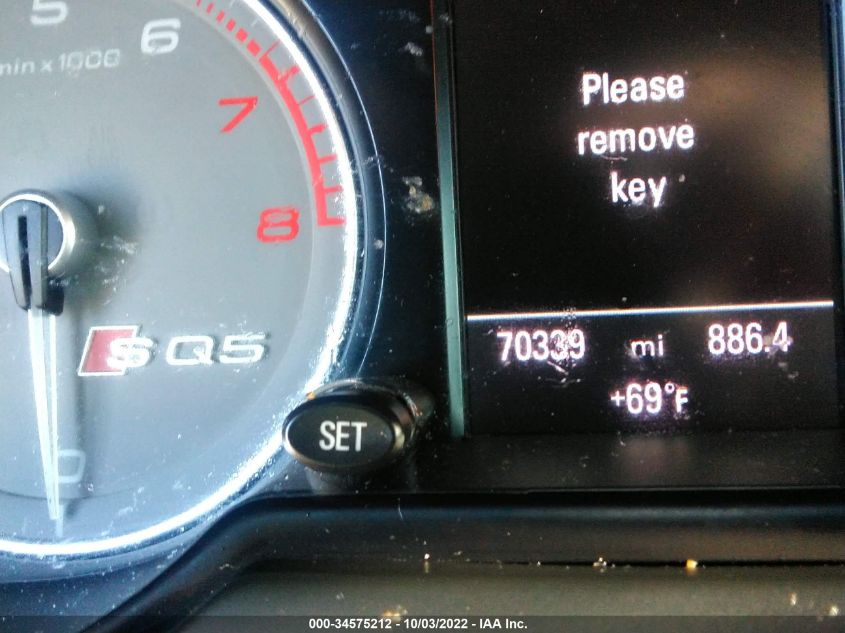 5
6
min x 1000
7
8
SQ5
0
SET
Please
remove
key
70339 mi 886.4
+69°F
000-34575212 - 10/03/2022 - IAA Inc.